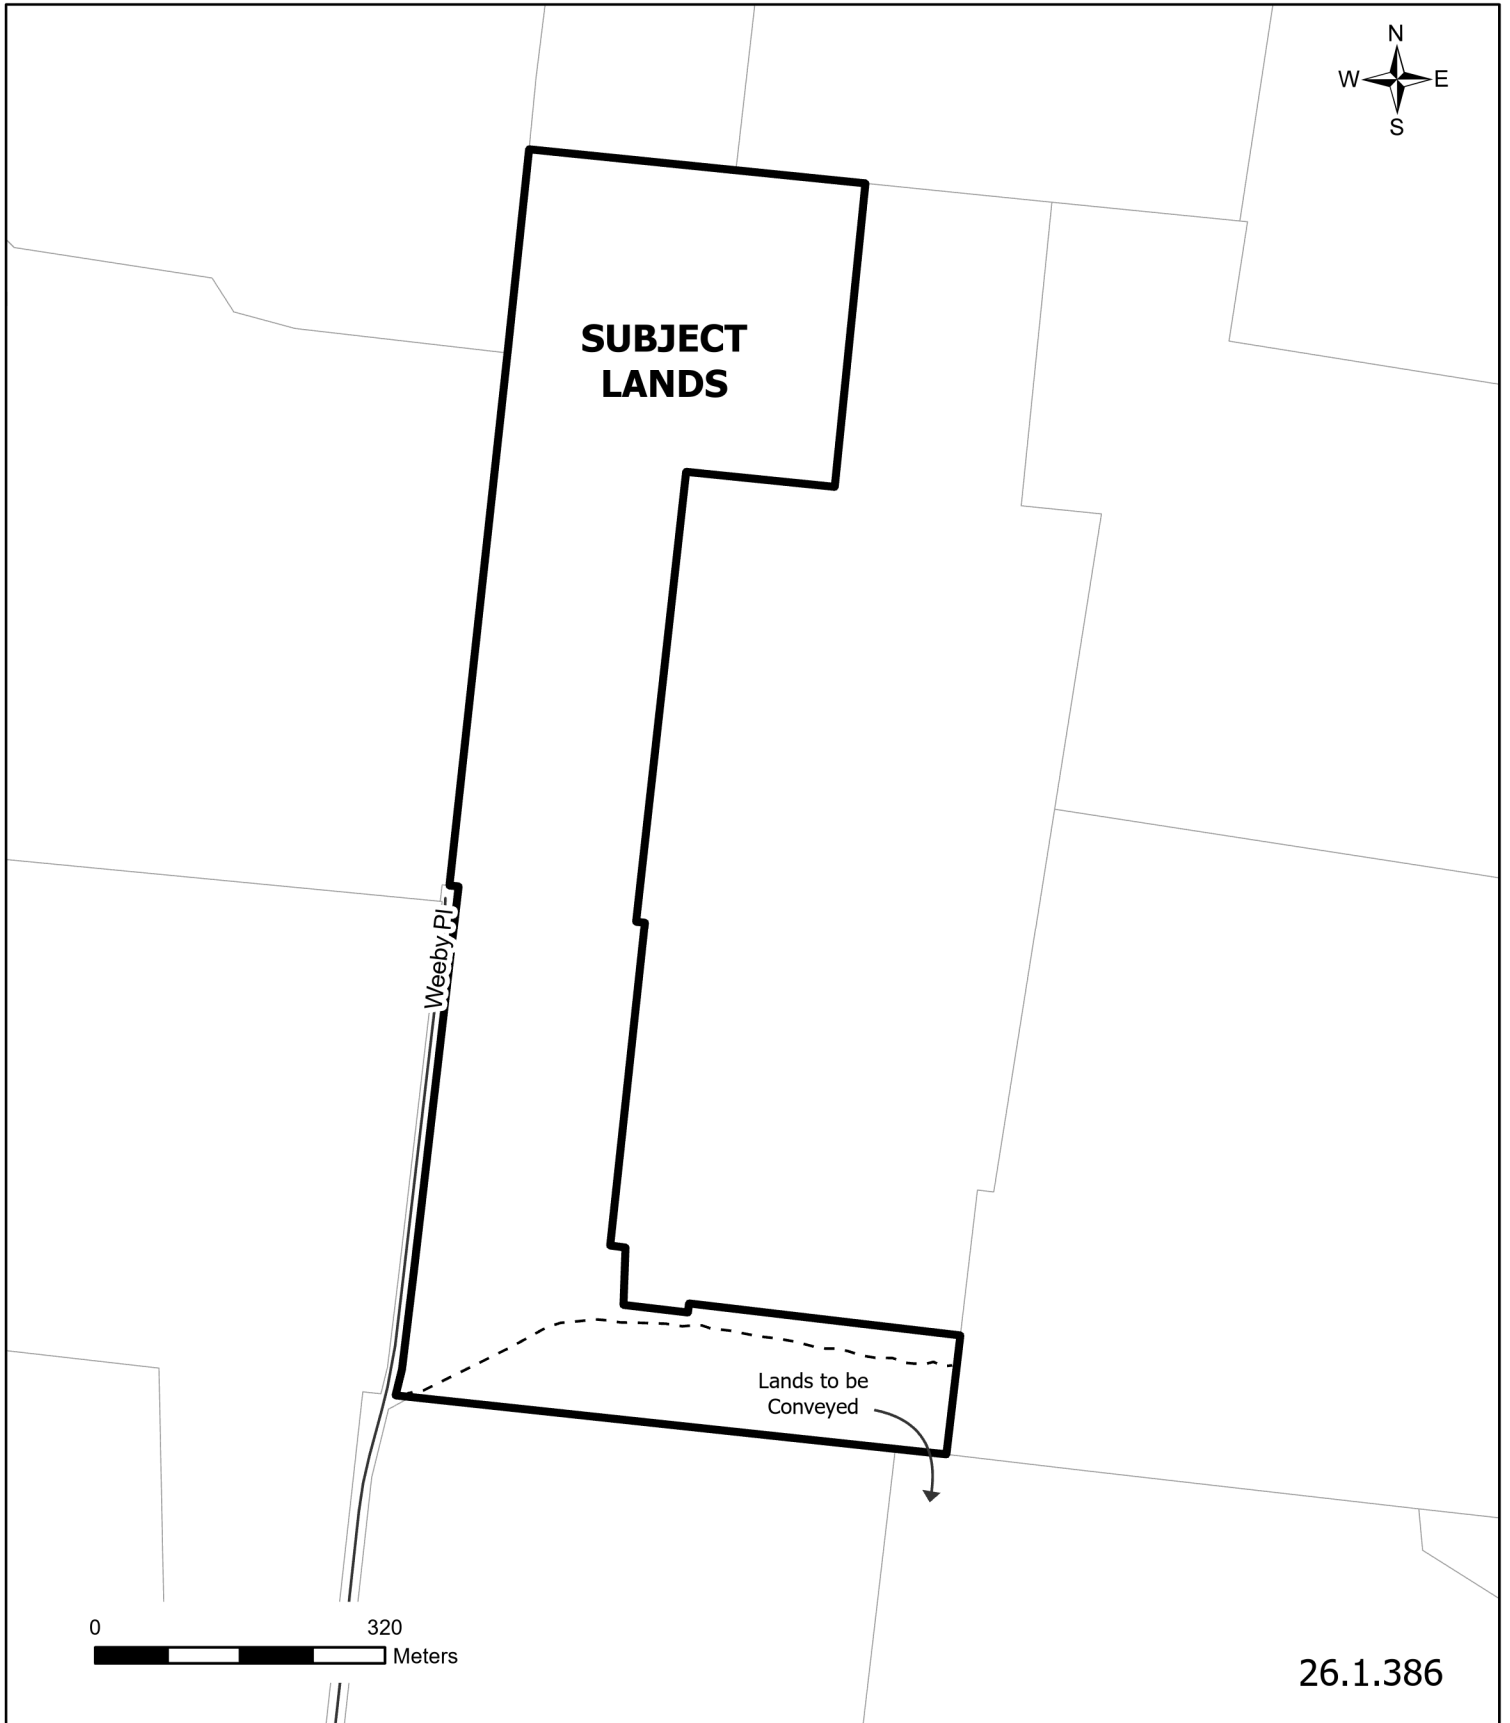 N
W E
S
SUBJECT
LANDS
Weeby Pl
Lands to be
Conveyed
0 320
Meters
26.1.386